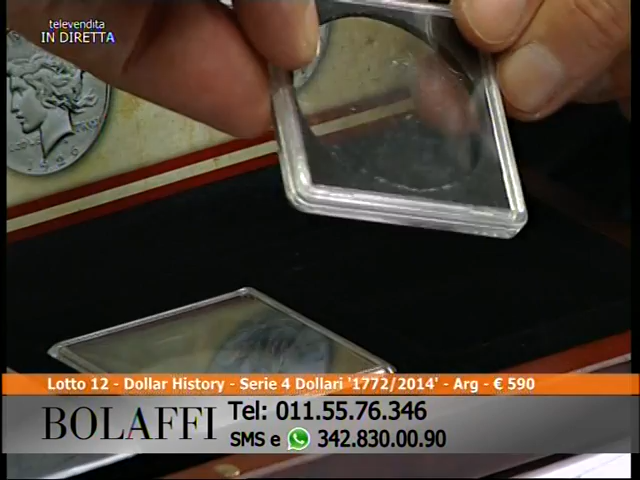 televendita
IN DIRETTA
1926
Lotto 12 - Dollar History - Serie 4 Dollari '1772/2014' - Arg - € 590
BOLAFFI
Tel: 011.55.76.346
SMS e 342.830.00.90